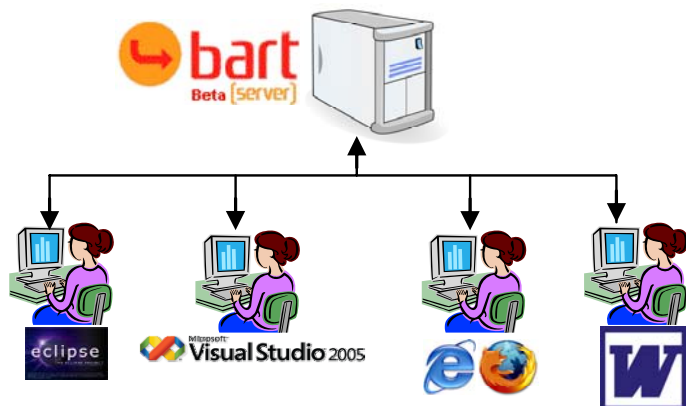 bart
Beta [server]
eclipse
Microsoft
Visual Studio 2005
W